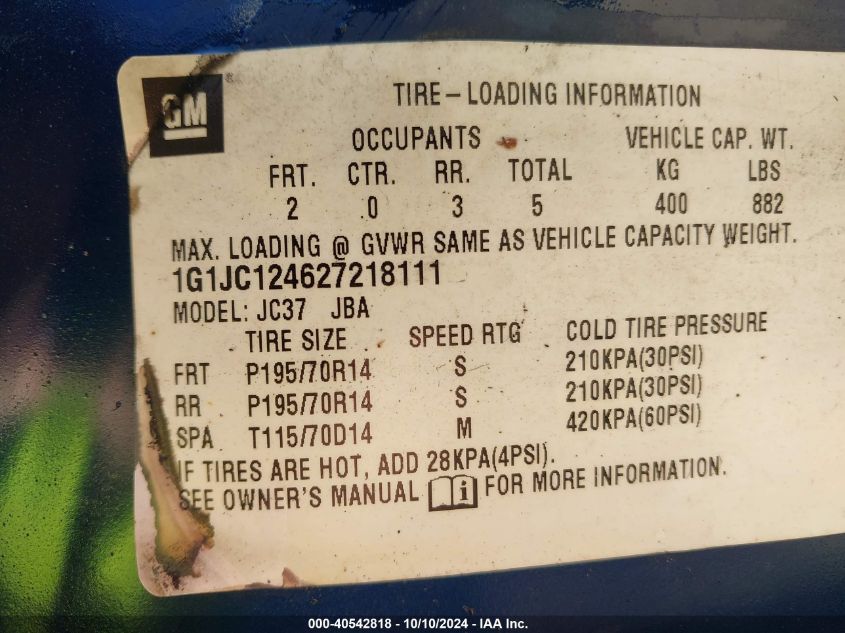 GM®
TIRE-LOADING INFORMATION
OCCUPANTS VEHICLE CAP. WT.
FRT. CTR. RR. TOTAL KG LBS
2 0 3 5 400 882
MAX. LOADING @ GVWR SAME AS VEHICLE CAPACITY WEIGHT.
1G1JC124627218111
MODEL: JC37 JBA
TIRE SIZE SPEED RTG COLD TIRE PRESSURE
FRT P195/70R14 S 210KPA(30PSI)
RR P195/70R14 S 210KPA(30PSI)
SPA T115/70D14 M 420KPA(60PSI)
IF TIRES ARE HOT, ADD 28KPA(4PSI).
SEE OWNER'S MANUAL i FOR MORE INFORMATION.
000-40542818 - 10/10/2024 - IAA Inc.